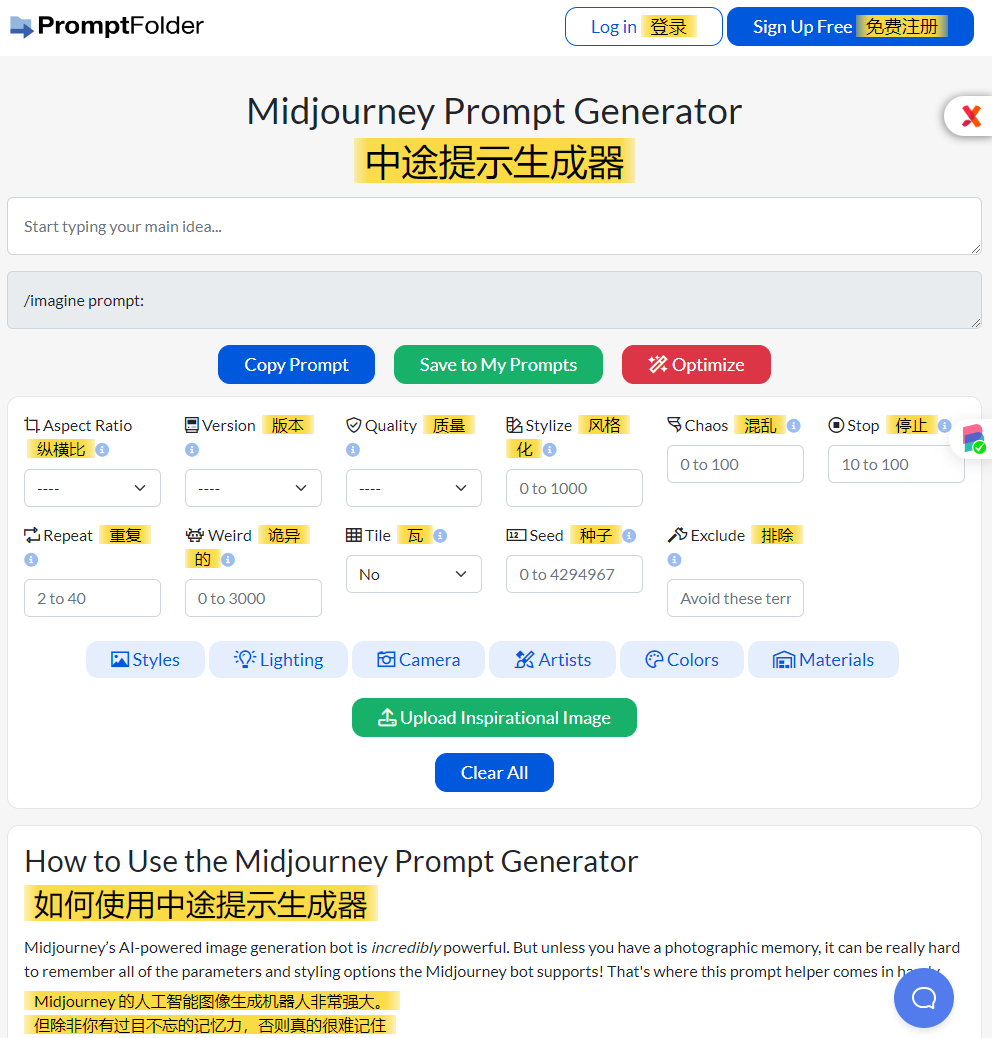 PromptFolder
Log in 登录
Sign Up Free 免费注册
Midjourney Prompt Generator
中途提示生成器
Start typing your main idea...
/imagine prompt:
Copy Prompt
Save to My Prompts
Optimize
Aspect Ratio
纵横比
----
Version 版本
----
Quality 质量
----
Stylize 风格
化
0 to 1000
Chaos 混乱
0 to 100
Stop 停止
10 to 100
Repeat 重复
2 to 40
Weird 诡异
的
0 to 3000
Tile 瓦
No
Seed 种子
0 to 4294967
Exclude 排除
Avoid these terr
Styles
Lighting
Camera
Artists
Colors
Materials
Upload Inspirational Image
Clear All
How to Use the Midjourney Prompt Generator
如何使用中途提示生成器
Midjourney’s AI-powered image generation bot is incredibly powerful. But unless you have a photographic memory, it can be really hard
to remember all of the parameters and styling options the Midjourney bot supports! That's where this prompt helper comes in
Midjourney 的人工智能图像生成机器人非常强大。
但除非你有过目不忘的记忆力，否则真的很难记住